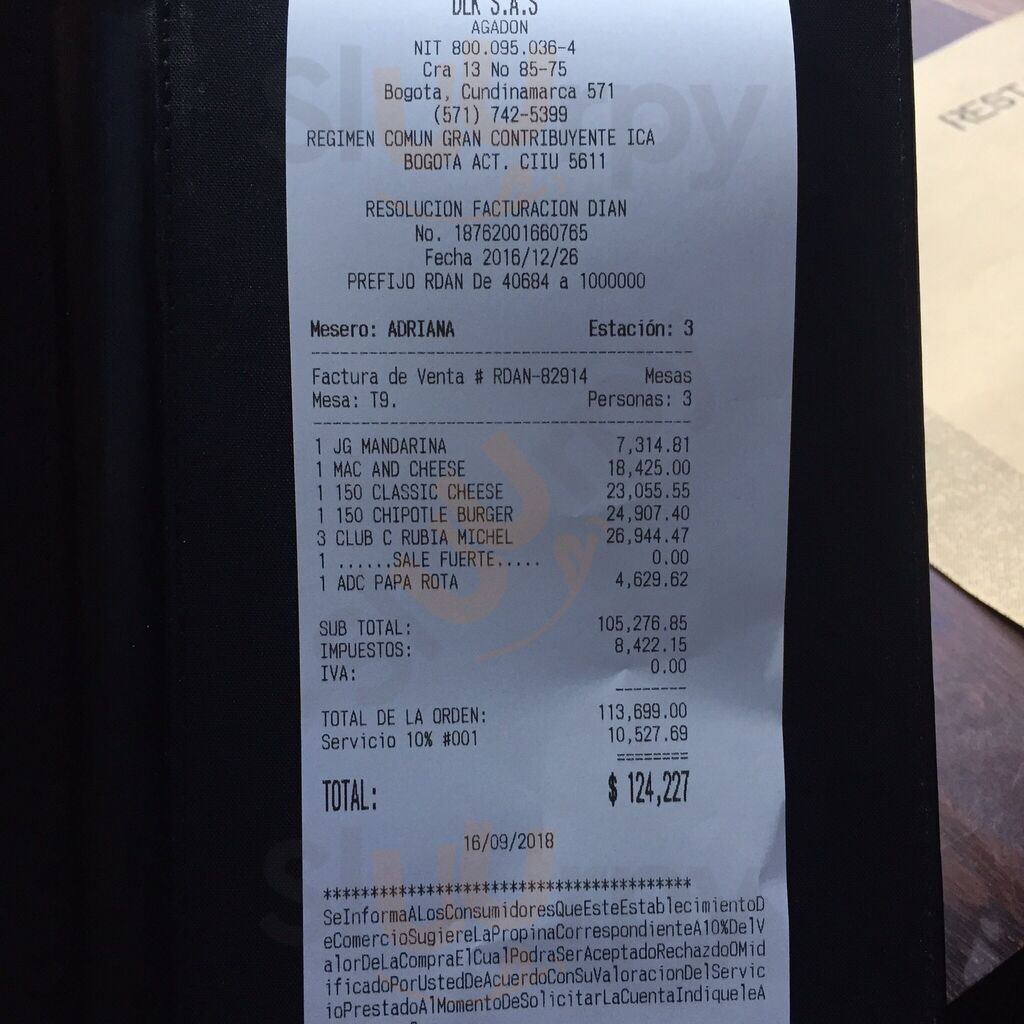 DLK S.A.S
AGADON
NIT 800.095.036-4
Cra 13 No 85-75
Bogota, Cundinamarca 571
(571) 742-5399
REGIMEN COMUN GRAN CONTRIBUYENTE ICA
BOGOTA ACT. CIIU 5611
RESOLUCION FACTURACION DIAN
No. 18762001660765
Fecha 2016/12/26
PREFIJO RDAN De 40684 a 1000000
Mesero: ADRIANA Estación: 3
Factura de Venta # RDAN-82914 Mesas
Mesa: T9. Personas: 3
1 JG MANDARINA 7,314.81
1 MAC AND CHEESE 18,425.00
1 150 CLASSIC CHEESE 23,055.55
1 150 CHIPOTLE BURGER 24,907.40
3 CLUB C RUBIA MICHEL 26,944.47
1 ......SALE FUERTE..... 0.00
1 ADC PAPA ROTA 4,629.62
SUB TOTAL: 105,276.85
IMPUESTOS: 8,422.15
IVA: 0.00
TOTAL DE LA ORDEN: 113,699.00
Servicio 10% #001 10,527.69
TOTAL: $ 124,227
16/09/2018
***************************************
SeInformaALosConsumidoresQueEsteEstablecimientoD
eComercioSugiereLaPropinaCorrespondienteA10%DelV
alorDeLaCompraElCualPodraSerAceptadoRechazdoOMid
ificadoPorUstedDeAcuerdoConSuValoracionDelServic
ioPrestadoAlMomentoDeSolicitarLaCuentaIndiqueleA
REST
Slurpy